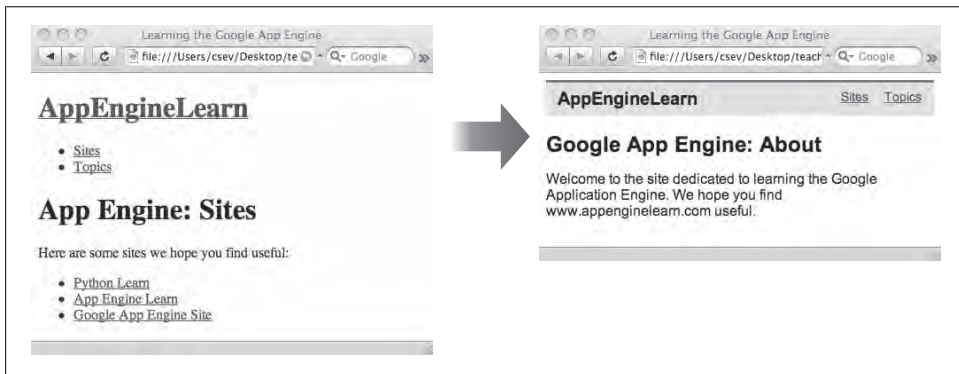 Learning the Google App Engine
file:///Users/csev/Desktop/te
Google
AppEngineLearn
Sites
Topics
App Engine: Sites
Here are some sites we hope you find useful:
Python Learn
App Engine Learn
Google App Engine Site
Learning the Google App Engine
file:///Users/csev/Desktop/teach
Google
AppEngineLearn Sites Topics
Google App Engine: About
Welcome to the site dedicated to learning the Google
Application Engine. We hope you find
www.appenginelearn.com useful.